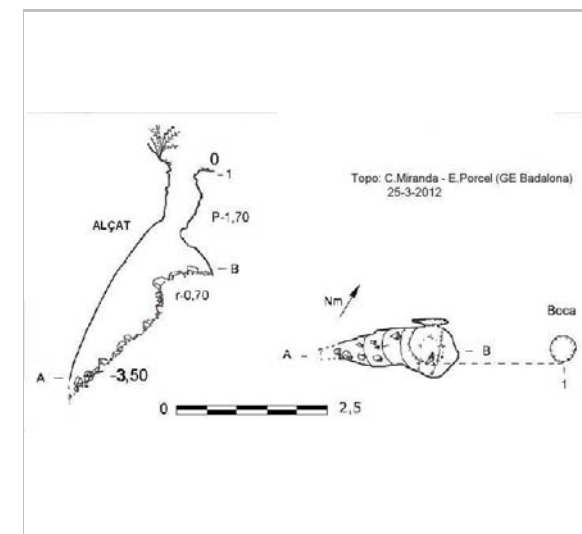 0
-1
Topo: C.Miranda - E.Porcel (GE Badalona)
25-3-2012
P-1,70
ALÇAT
B
r-0,70
Nm
Boca
A
B
A
-3,50
1
0
2,5